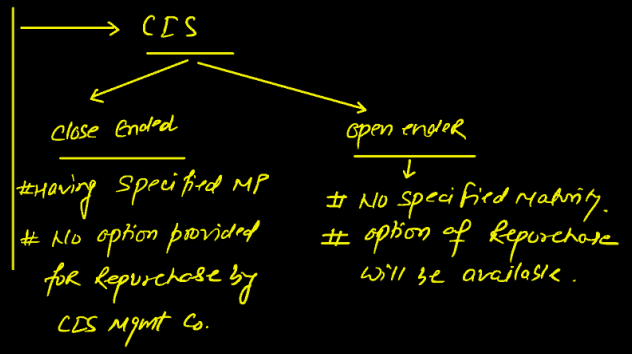 CIS
Close Ended
#Having Specified MP
# No option provided
for Repurchase by
CIS Mgmt Co.
open ended
# No specified Maturity.
# option of Repurchase
will be available.